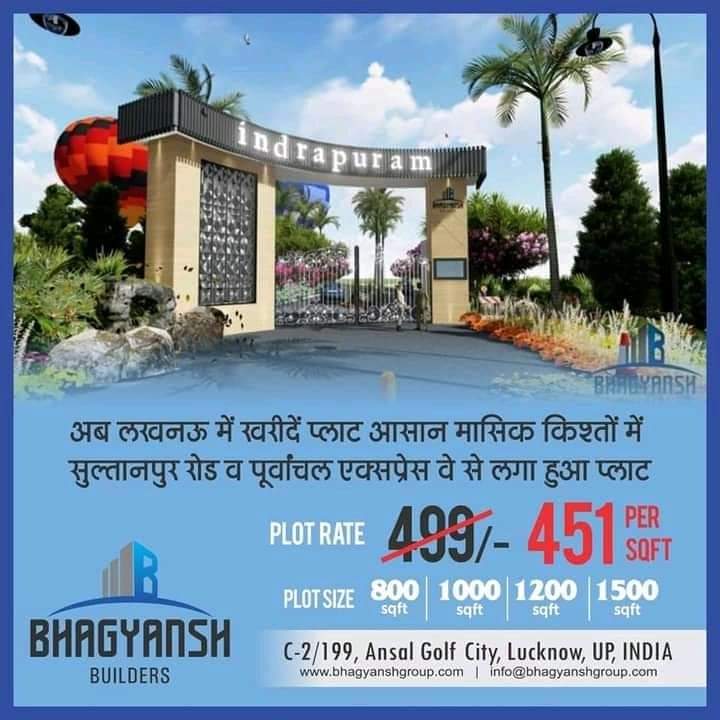 indrapuram
BHAGYANSH
BHAGYANSH
अब लखनऊ में खरीदें प्लाट आसान मासिक किश्तों में
सुल्तानपुर रोड व पूर्वांचल एक्सप्रेस वे से लगा हुआ प्लाट
PLOT RATE 499/- 451 PER SQFT
PLOT SIZE 800 sqft | 1000 sqft | 1200 sqft | 1500 sqft
BHAGYANSH
BUILDERS
C-2/199, Ansal Golf City, Lucknow, UP, INDIA
www.bhagyanshgroup.com | info@bhagyanshgroup.com